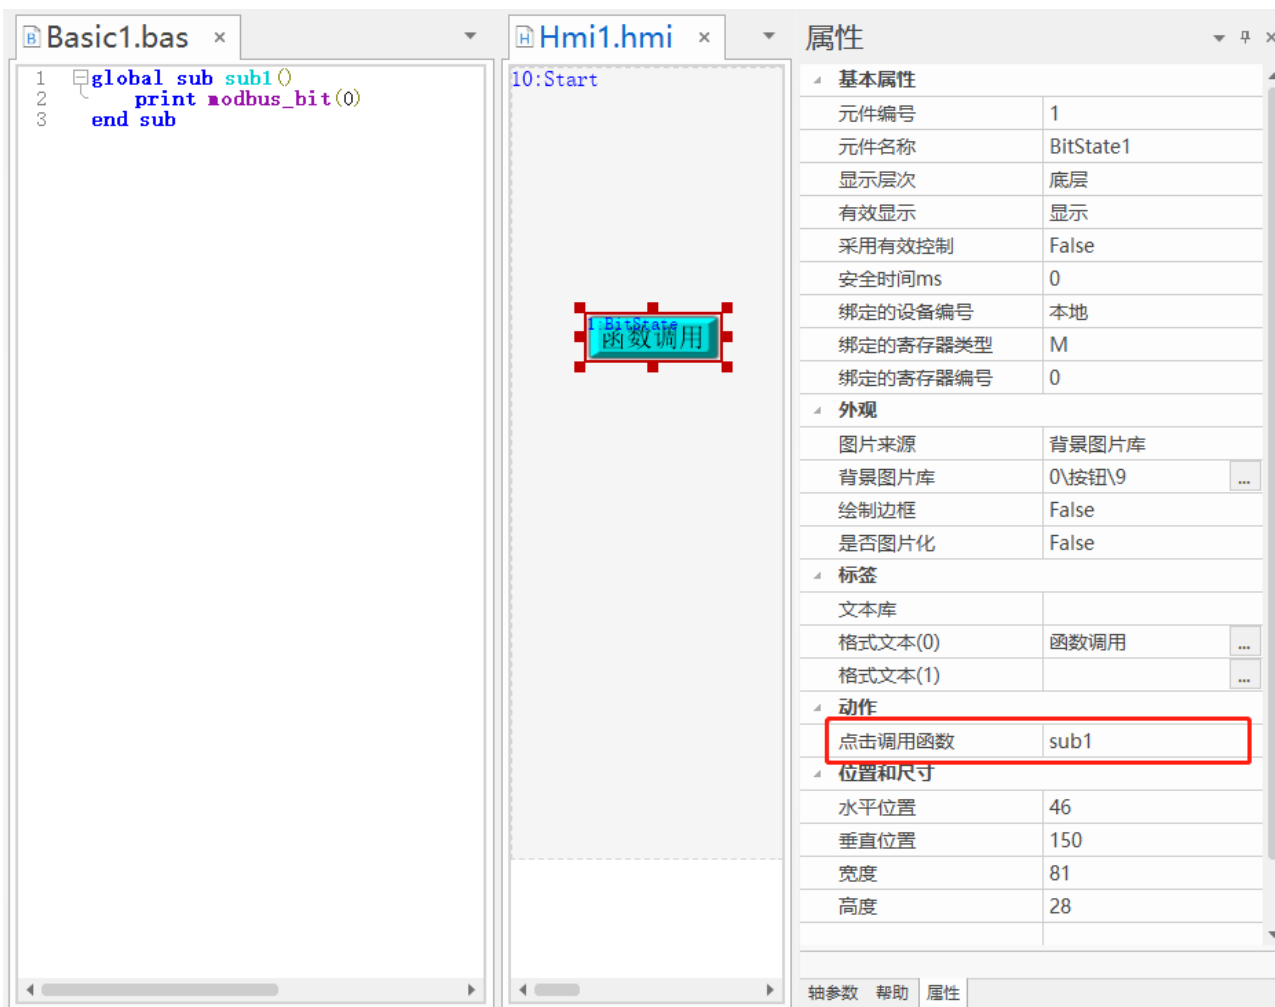 Basic1.bas ×
1 global sub sub1()
2 print modbus_bit(0)
3 end sub
Hmi1.hmi ×
10:Start
1:BitState
函数调用
属性
基本属性
元件编号 1
元件名称 BitState1
显示层次 底层
有效显示 显示
采用有效控制 False
安全时间ms 0
绑定的设备编号 本地
绑定的寄存器类型 M
绑定的寄存器编号 0
外观
图片来源 背景图片库
背景图片库 0\按钮\9 ...
绘制边框 False
是否图片化 False
标签
文本库
格式文本(0) 函数调用 ...
格式文本(1) ...
动作
点击调用函数 sub1
位置和尺寸
水平位置 46
垂直位置 150
宽度 81
高度 28
轴参数 帮助 属性